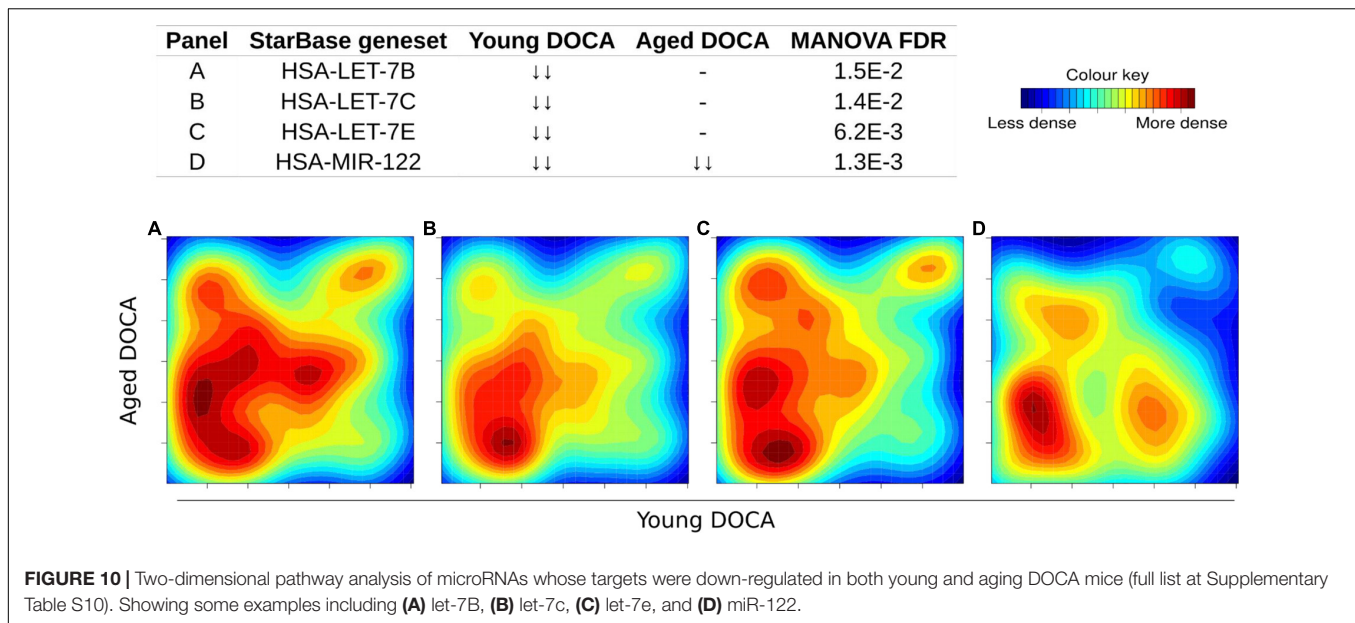 Panel StarBase geneset Young DOCA Aged DOCA MANOVA FDR
A HSA-LET-7B ↓↓ - 1.5E-2
B HSA-LET-7C ↓↓ - 1.4E-2
C HSA-LET-7E ↓↓ - 6.2E-3
D HSA-MIR-122 ↓↓ ↓↓ 1.3E-3
Colour key
Less dense More dense
A B C D
Aged DOCA
Young DOCA
FIGURE 10 | Two-dimensional pathway analysis of microRNAs whose targets were down-regulated in both young and aging DOCA mice (full list at Supplementary
Table S10). Showing some examples including (A) let-7B, (B) let-7c, (C) let-7e, and (D) miR-122.